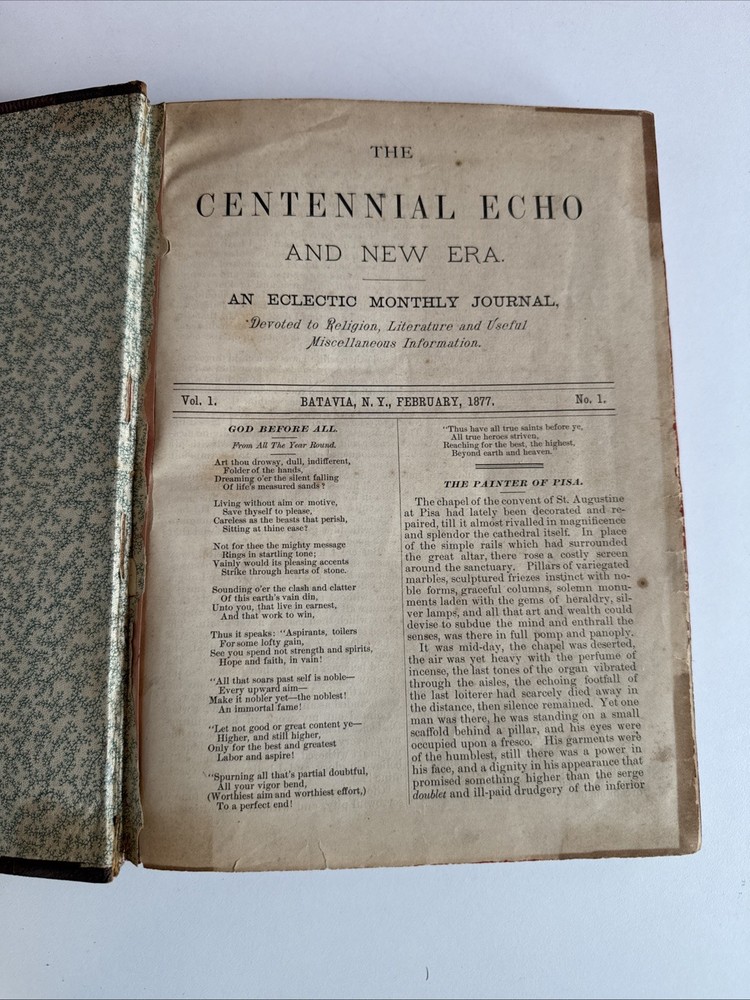 THE
CENTENNIAL ECHO
AND NEW ERA.
AN ECLECTIC MONTHLY JOURNAL,
Devoted to Religion, Literature and Useful
Miscellaneous Information.
Vol. 1. BATAVIA, N. Y., FEBRUARY, 1877. No. 1.
GOD BEFORE ALL.
From All The Year Round.
Art thou drowsy, dull, indifferent,
Folder of the hands,
Dreaming o'er the silent falling
Of life's measured sands?
Living without aim or motive,
Save thyself to please,
Careless as the beasts that perish,
Sitting at thine ease?
Not for thee the mighty message
Rings in startling tone;
Vainly would its pleasing accents
Strike through hearts of stone.
Sounding o'er the clash and clatter
Of this earth's vain din,
Unto you, that live in earnest,
And that work to win,
Thus it speaks: "Aspirants, toilers
For some lofty gain,
See you spend not strength and spirits,
Hope and faith, in vain!
"All that soars past self is noble—
Every upward aim—
Make it nobler yet—the noblest!
An immortal fame!
"Let not good or great content ye—
Higher, and still higher,
Only for the best and greatest
Labor and aspire!
"Spurning all that's partial doubtful,
All your vigor bend,
(Worthiest aim and worthiest effort,)
To a perfect end!
"Thus have all true saints before ye,
All true heroes striven,
Reaching for the best, the highest,
Beyond earth and heaven."
THE PAINTER OF PISA.
The chapel of the convent of St. Augustine
at Pisa had lately been decorated and re-
paired, till it almost rivalled in magnificence
and splendor the cathedral itself. In place
of the simple rails which had surrounded
the great altar, there rose a costly screen
around the sanctuary. Pillars of variegated
marbles, sculptured friezes instinct with no-
ble forms, graceful columns, solemn monu-
ments laden with the gems of heraldry, sil-
ver lamps, and all that art and wealth could
devise to subdue the mind and enthrall the
senses, was there in full pomp and panoply.
It was mid-day, the chapel was deserted,
the air was yet heavy with the perfume of
incense, the last tones of the organ vibrated
through the aisles, the echoing footfall of
the last loiterer had scarcely died away in
the distance, then silence remained. Yet one
man was there, he was standing on a small
scaffold behind a pillar, and his eyes were
occupied upon a fresco. His garments were
of the humblest, still there was a power in
his face, and a dignity in his appearance that
promised something higher than the serge
doublet and ill-paid drudgery of the inferior